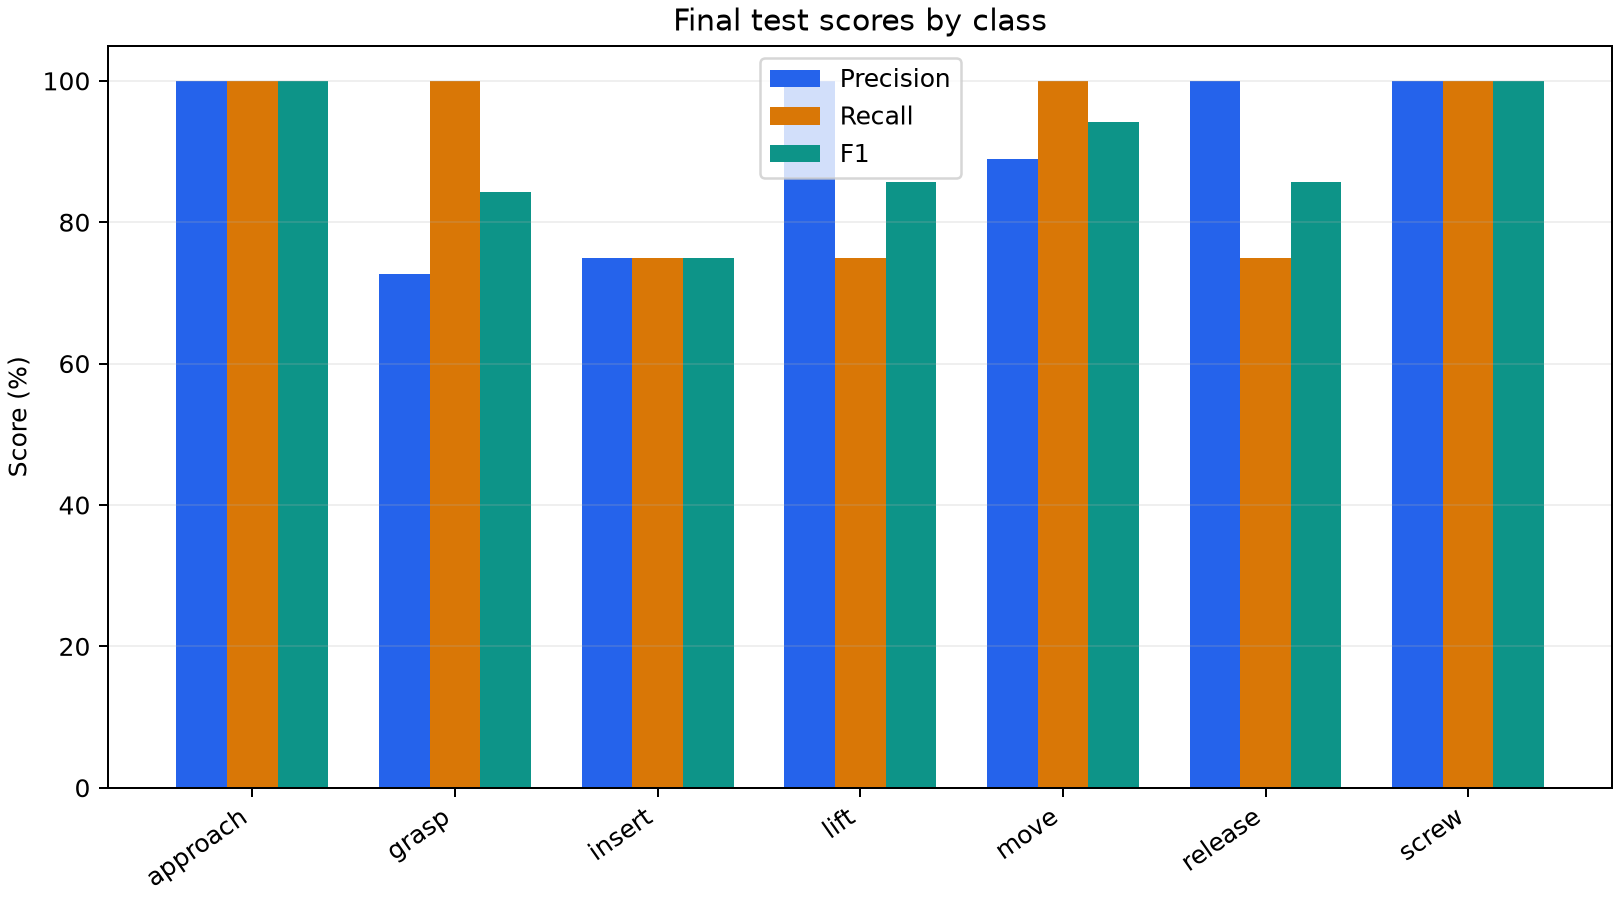 Final test scores by class
Precision
Recall
F1
Score (%)
100
80
60
40
20
0
approach
grasp
insert
lift
move
release
screw